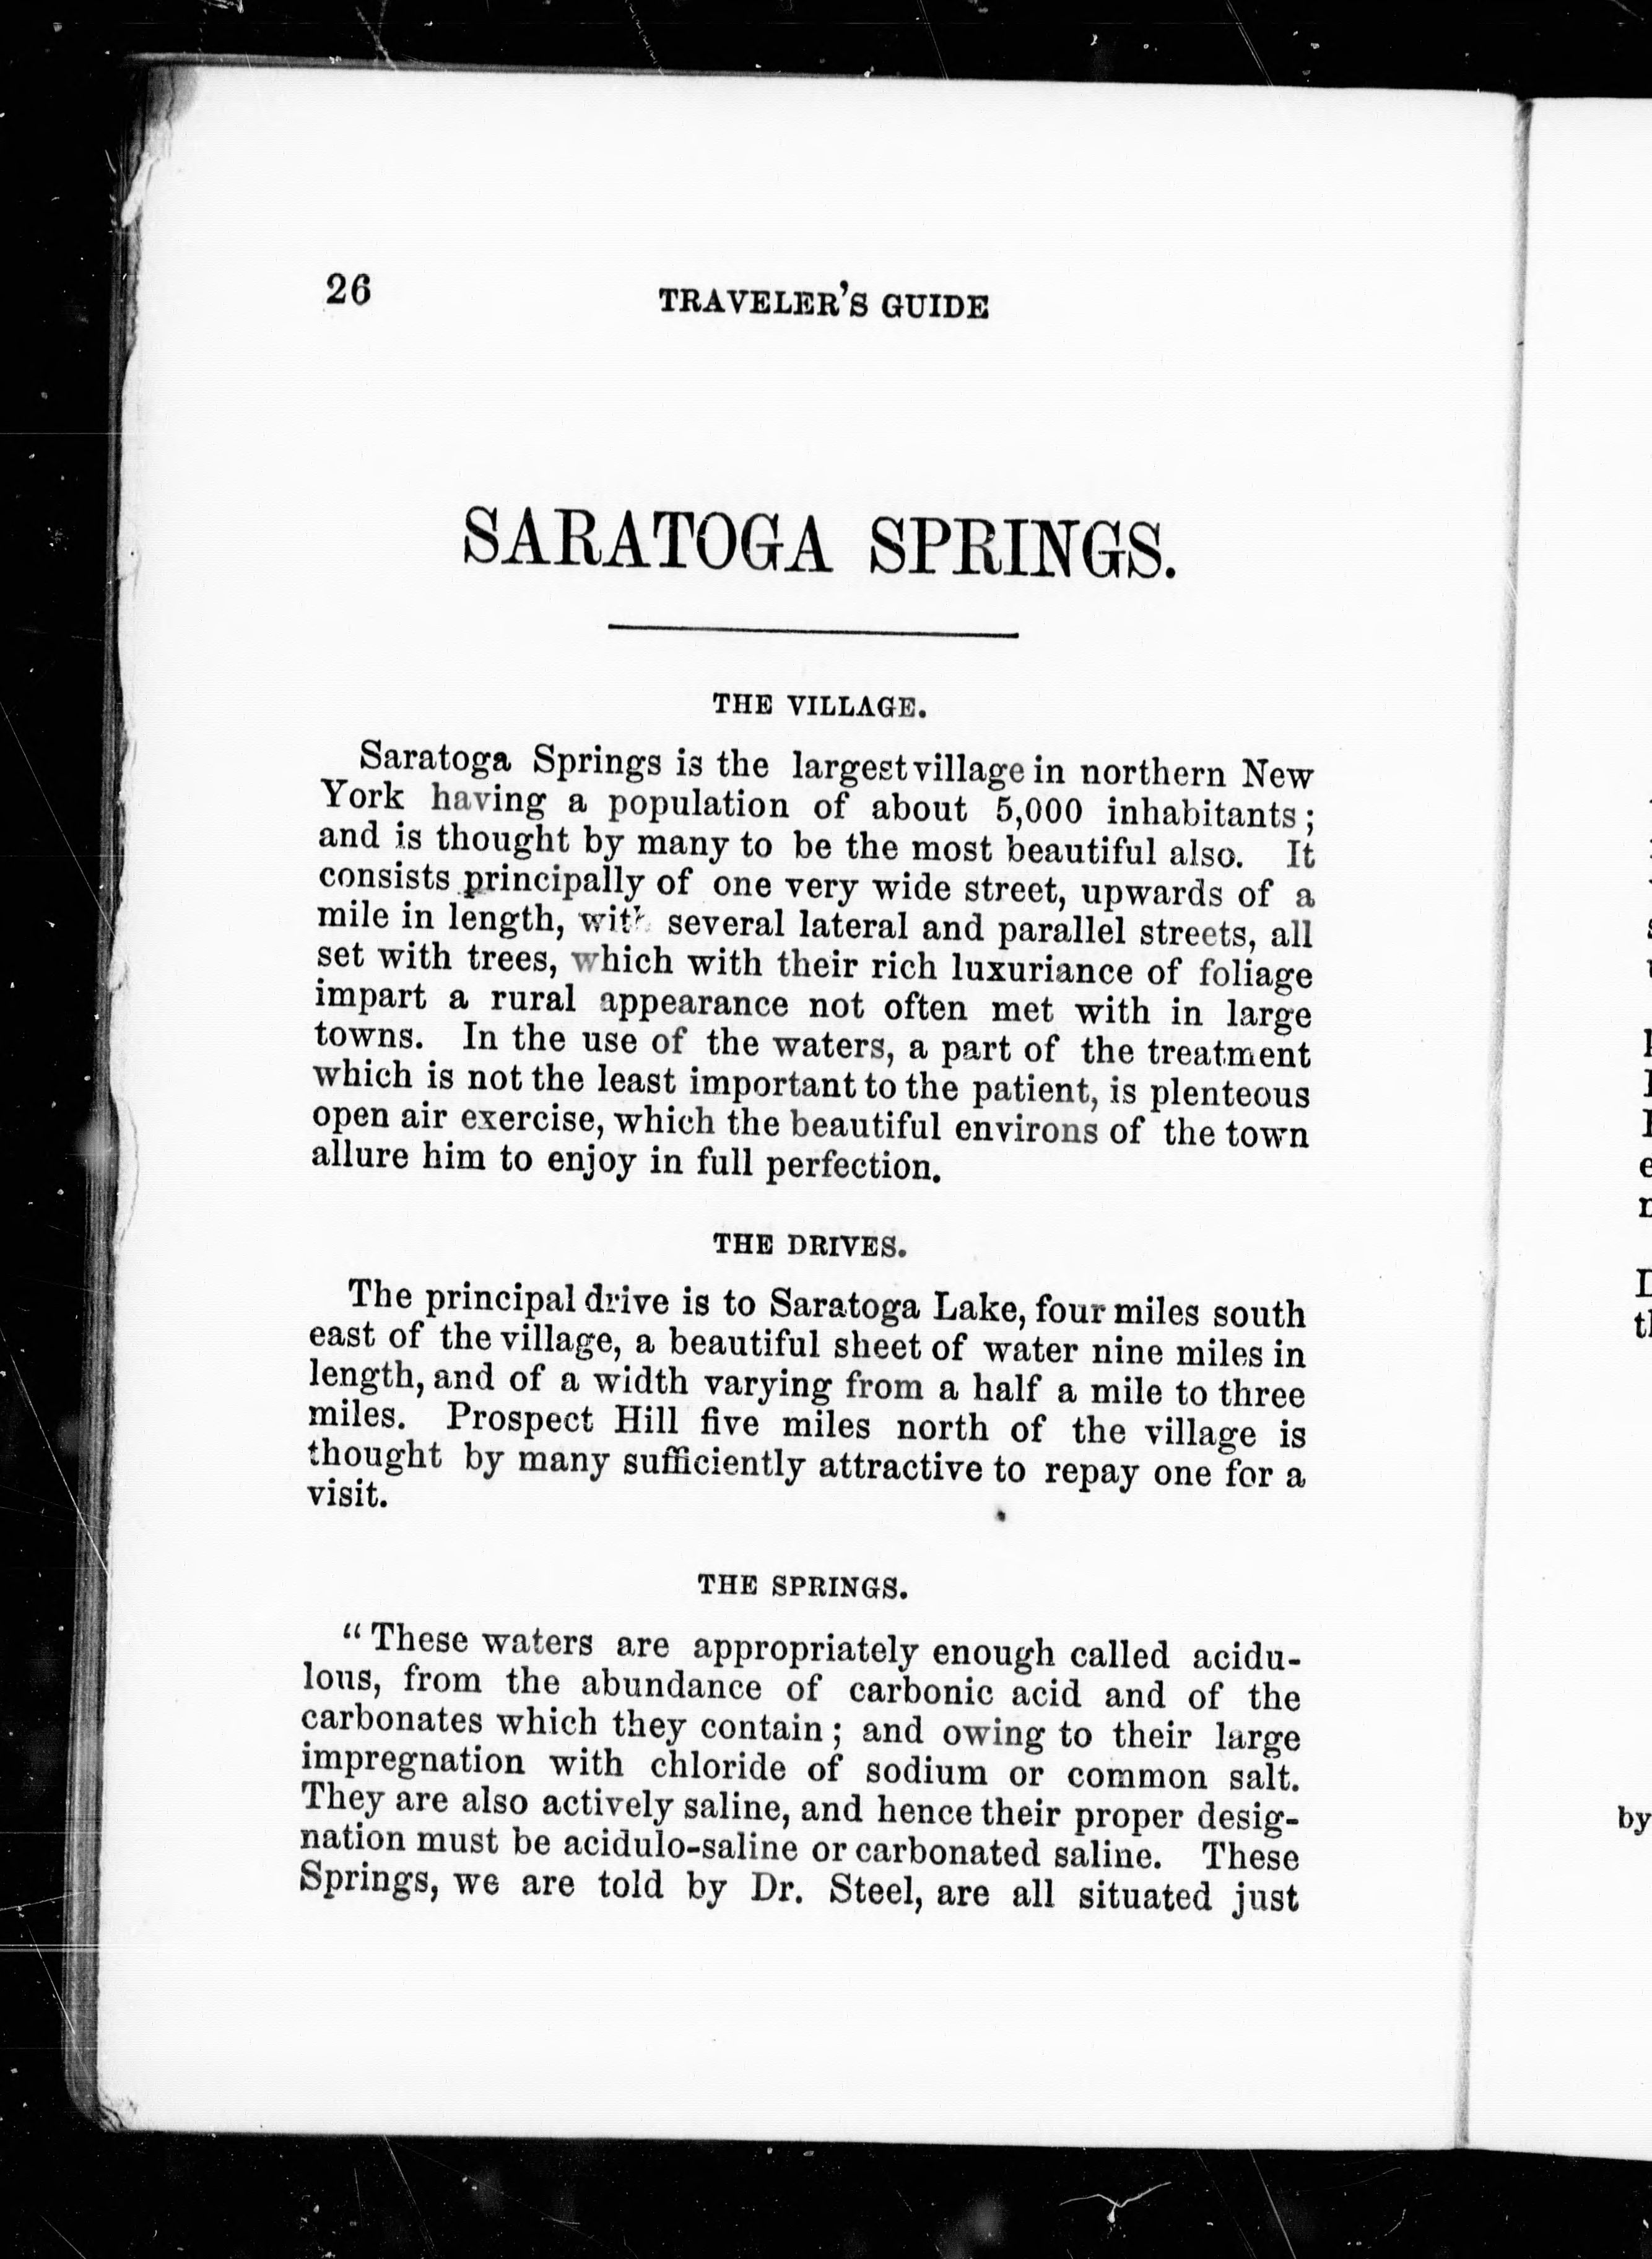 26 TRAVELER'S GUIDE
SARATOGA SPRINGS.
THE VILLAGE.
Saratoga Springs is the largest village in northern New
York having a population of about 5,000 inhabitants;
and is thought by many to be the most beautiful also. It
consists principally of one very wide street, upwards of a
mile in length, with several lateral and parallel streets, all
set with trees, which with their rich luxuriance of foliage
impart a rural appearance not often met with in large
towns. In the use of the waters, a part of the treatment
which is not the least important to the patient, is plenteous
open air exercise, which the beautiful environs of the town
allure him to enjoy in full perfection.
THE DRIVES.
The principal drive is to Saratoga Lake, four miles south
east of the village, a beautiful sheet of water nine miles in
length, and of a width varying from a half a mile to three
miles. Prospect Hill five miles north of the village is
thought by many sufficiently attractive to repay one for a
visit.
THE SPRINGS.
"These waters are appropriately enough called acidu-
lous, from the abundance of carbonic acid and of the
carbonates which they contain; and owing to their large
impregnation with chloride of sodium or common salt.
They are also actively saline, and hence their proper desig-
nation must be acidulo-saline or carbonated saline. These
Springs, we are told by Dr. Steel, are all situated just
by